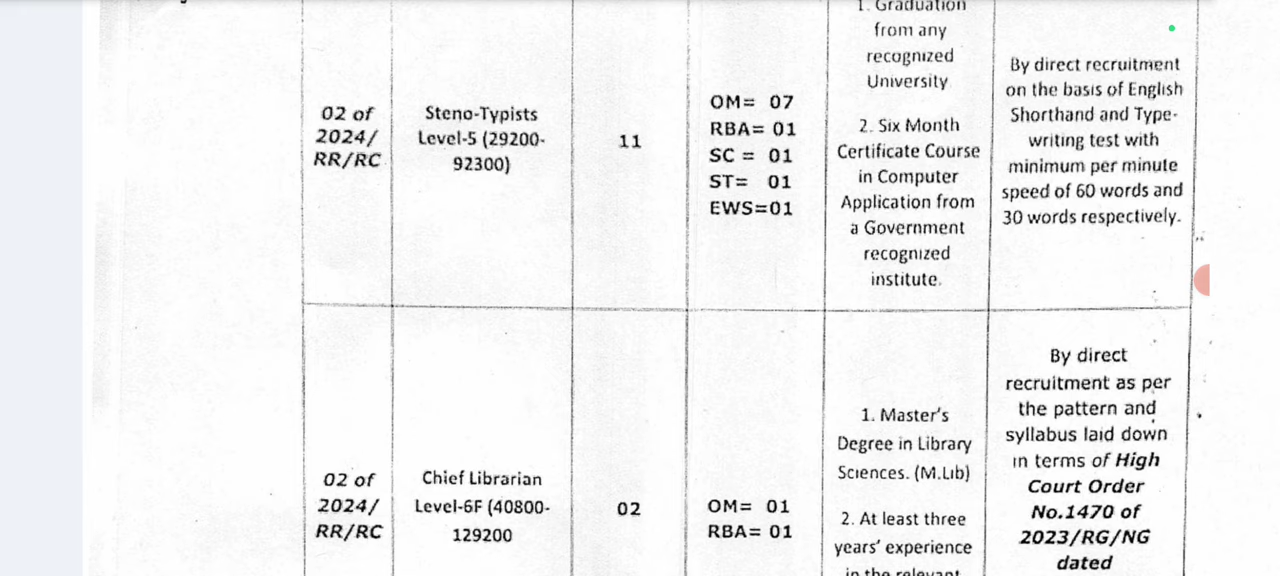 02 of
2024/
RR/RC
Steno-Typists
Level-5 (29200-
92300)
11
OM= 07
RBA= 01
SC = 01
ST= 01
EWS=01
1. Graduation
from any
recognized
University
2. Six Month
Certificate Course
in Computer
Application from
a Government
recognized
institute.
By direct recruitment
on the basis of English
Shorthand and Type-
writing test with
minimum per minute
speed of 60 words and
30 words respectively.
02 of
2024/
RR/RC
Chief Librarian
Level-6F (40800-
129200
02
OM= 01
RBA= 01
1. Master's
Degree in Library
Sciences. (M.Lib)
2. At least three
years' experience
in the relevant
By direct
recruitment as per
the pattern and
syllabus laid down
in terms of High
Court Order
No.1470 of
2023/RG/NG
dated